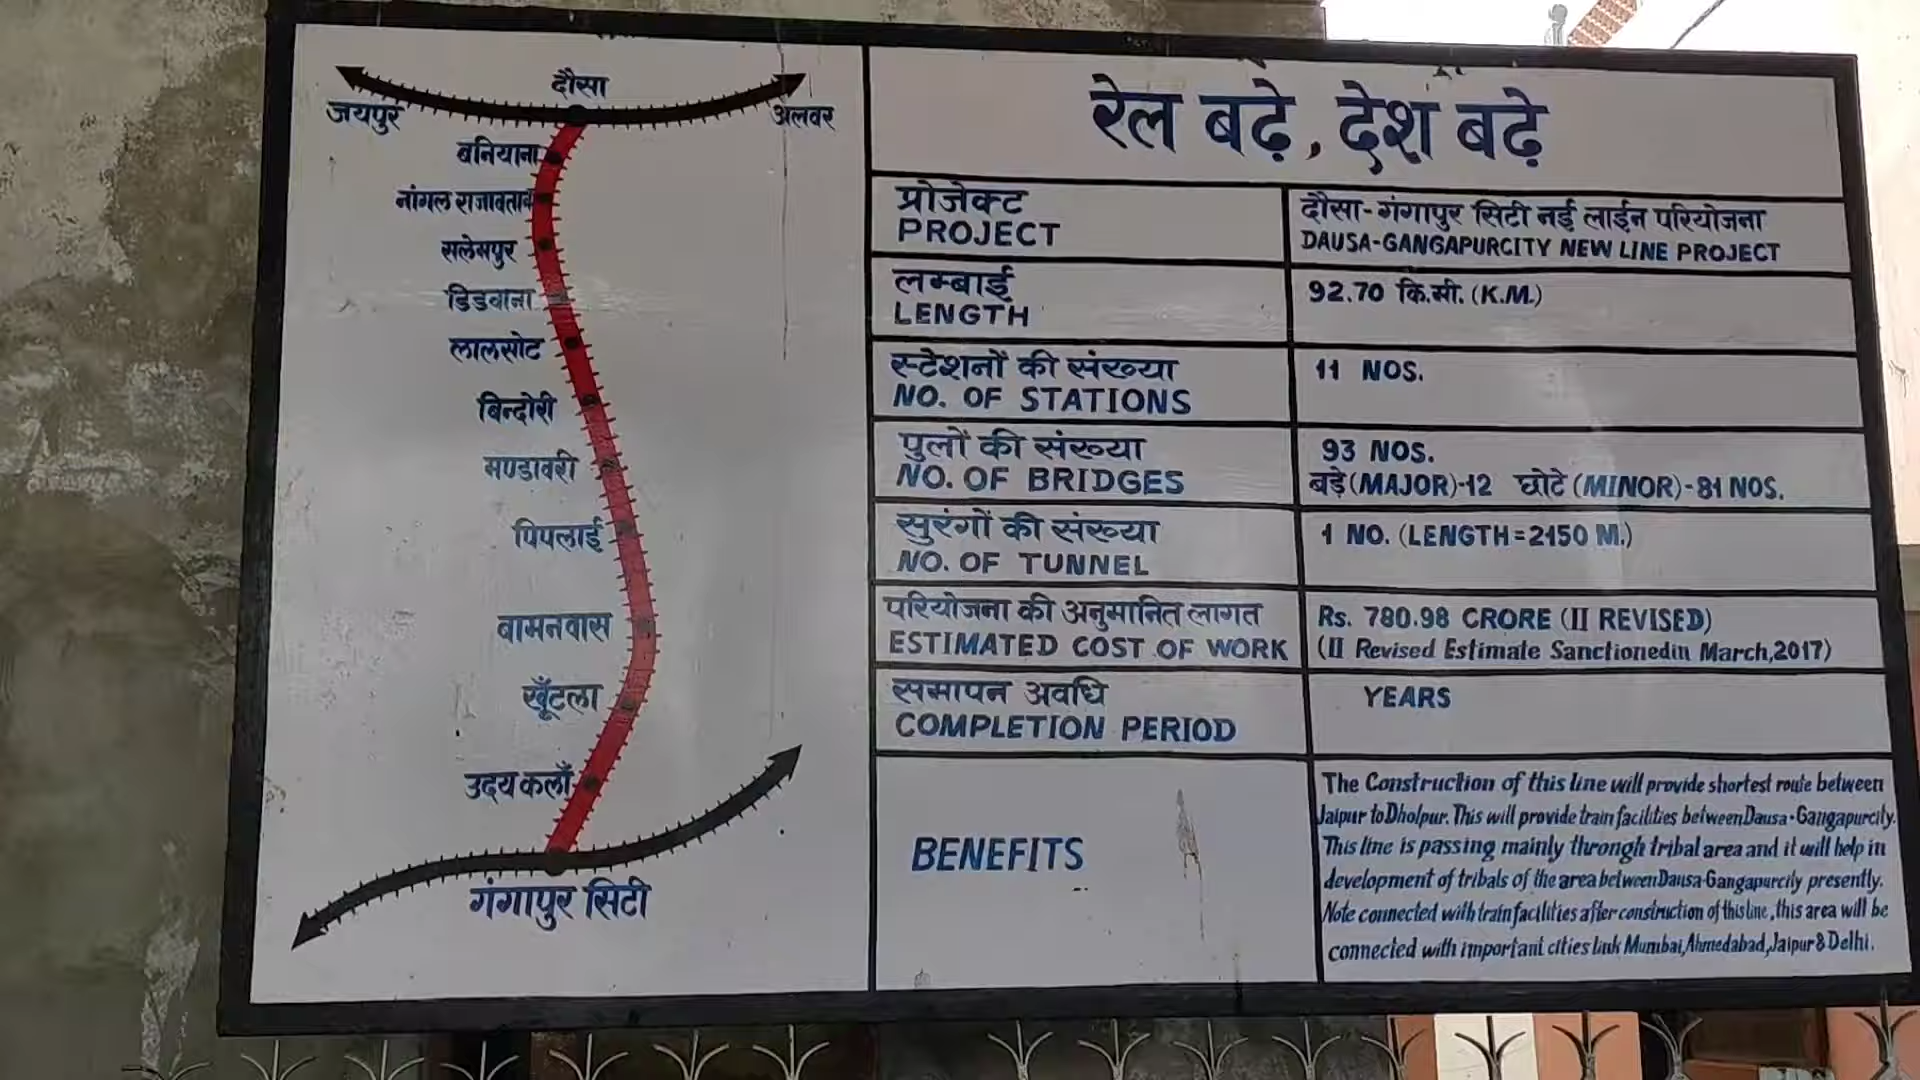 दौसा
जयपुर
अलवर
बनियाना
नांगल राजावतान
सलेमपुर
डिडवाना
लालसोट
बिन्दोरी
मण्डावरी
पिपलाई
बामनवास
खूँटला
उदय कलाँ
गंगापुर सिटी
रेल बढ़े, देश बढ़े
प्रोजेक्ट
PROJECT
दौसा-गंगापुर सिटी नई लाईन परियोजना
DAUSA-GANGAPURCITY NEW LINE PROJECT
लम्बाई
LENGTH
92.70 कि.मी. (K.M.)
स्टेशनों की संख्या
NO. OF STATIONS
11 NOS.
पुलों की संख्या
NO. OF BRIDGES
93 NOS.
बड़े (MAJOR)-12 छोटे (MINOR)-81 NOS.
सुरंगों की संख्या
NO. OF TUNNEL
1 NO. (LENGTH=2150 M.)
परियोजना की अनुमानित लागत
ESTIMATED COST OF WORK
Rs. 780.98 CRORE (II REVISED)
(II Revised Estimate Sanctionedin March,2017)
समापन अवधि
COMPLETION PERIOD
YEARS
BENEFITS
The Construction of this line will provide shortest route between
Jaipur to Dholpur. This will provide train facilities between Dausa-Gangapurcity.
This line is passing mainly through tribal area and it will help in
development of tribals of the area between Dausa-Gangapurcity presently.
Note connected with train facilities after construction of this line, this area will be
connected with important cities link Mumbai, Ahmedabad, Jaipur & Delhi.